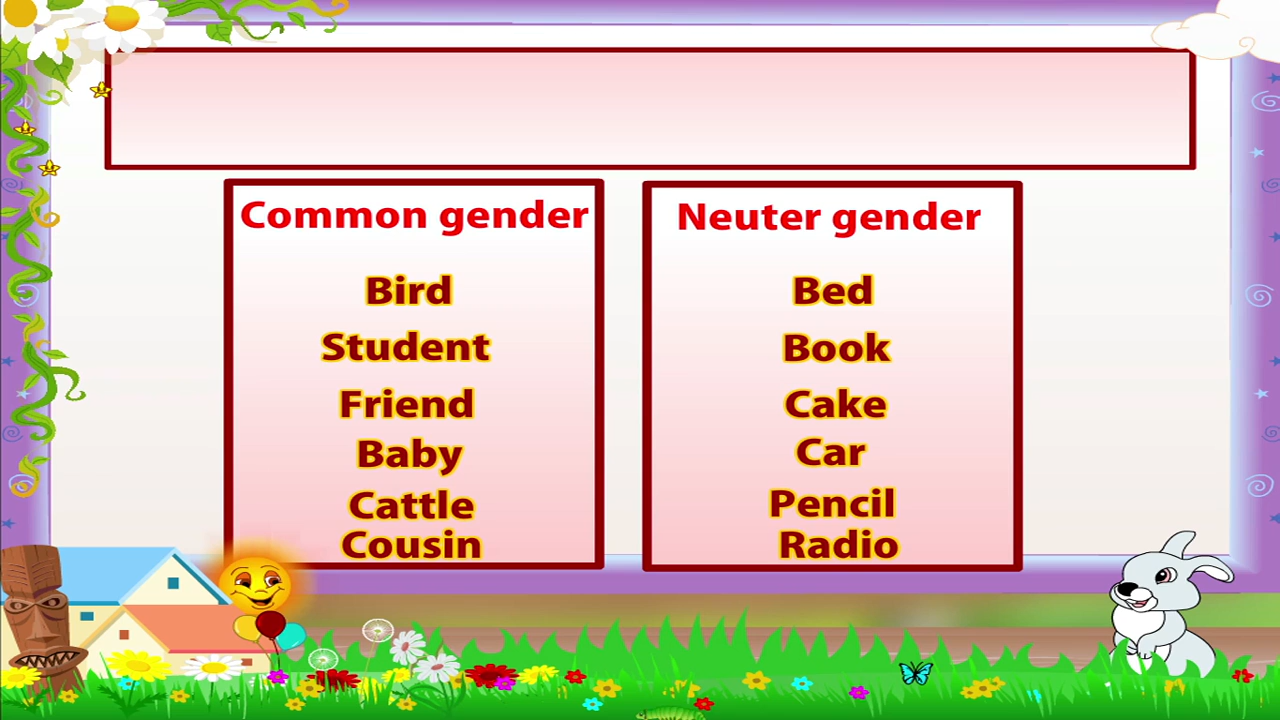 Common gender
Bird
Student
Friend
Baby
Cattle
Cousin
Neuter gender
Bed
Book
Cake
Car
Pencil
Radio